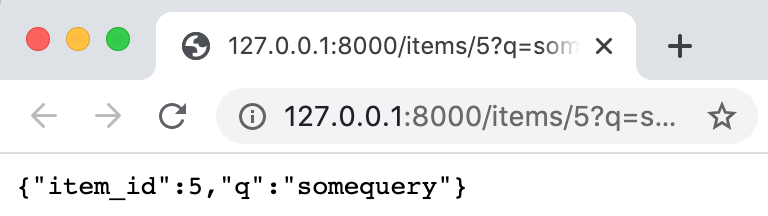 127.0.0.1:8000/items/5?q=som
127.0.0.1:8000/items/5?q=s...
{"item_id":5,"q":"somequery"}